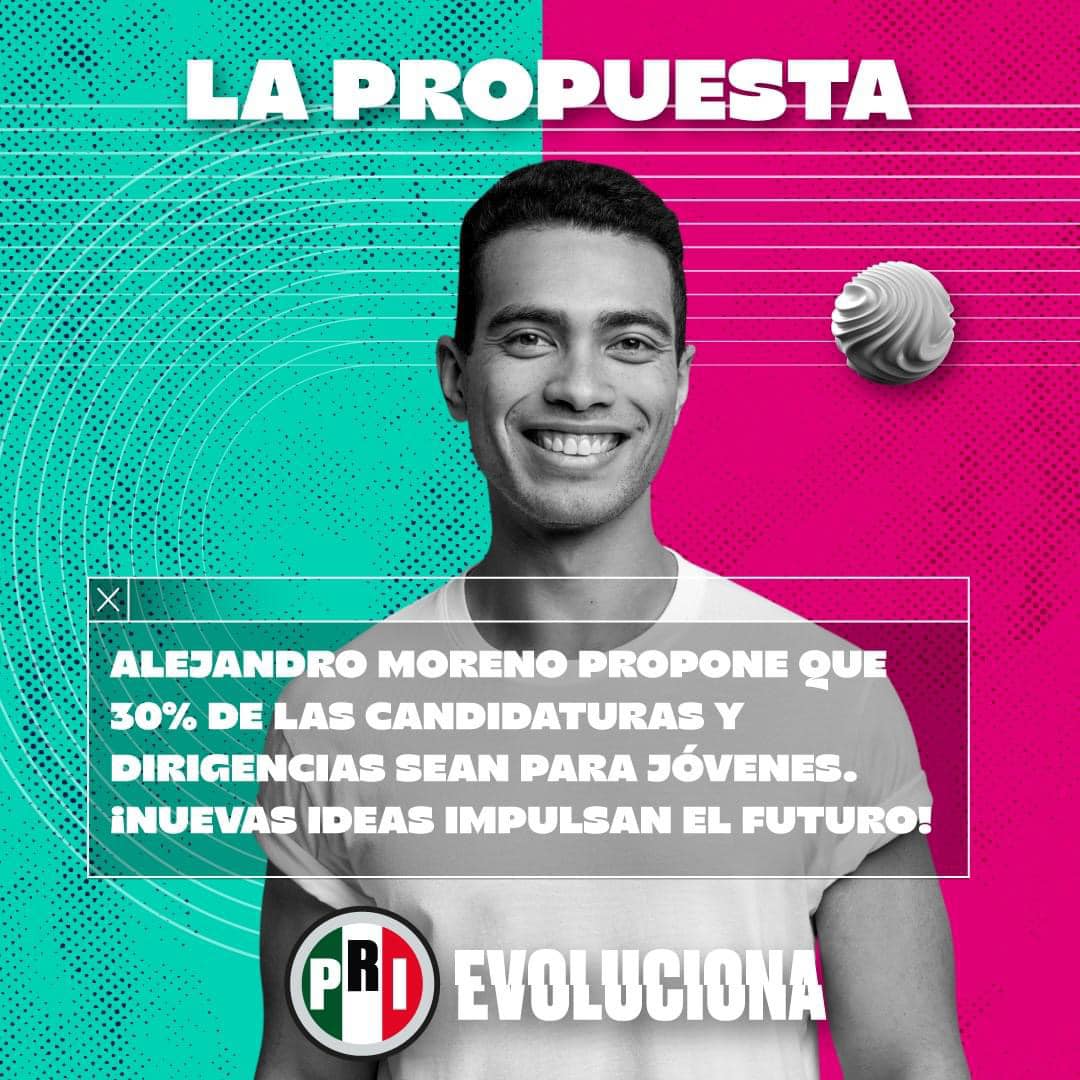 LA PROPUESTA
ALEJANDRO MORENO PROPONE QUE
30% DE LAS CANDIDATURAS Y
DIRIGENCIAS SEAN PARA JÓVENES.
¡NUEVAS IDEAS IMPULSAN EL FUTURO!
PRI EVOLUCIONA